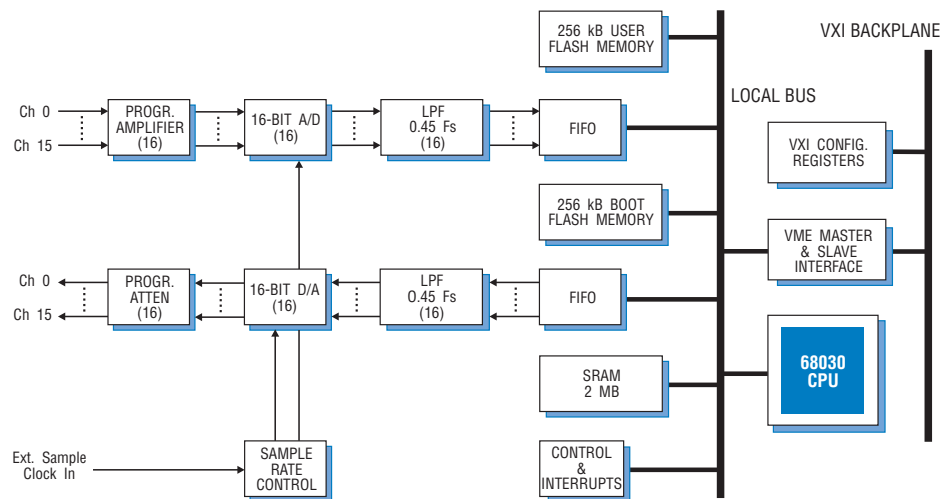 256 kB USER
FLASH MEMORY
VXI BACKPLANE
LOCAL BUS
Ch 0
Ch 15
PROGR.
AMPLIFIER
(16)
16-BIT A/D
(16)
LPF
0.45 Fs
(16)
FIFO
VXI CONFIG.
REGISTERS
256 kB BOOT
FLASH MEMORY
VME MASTER
& SLAVE
INTERFACE
Ch 0
Ch 15
PROGR.
ATTEN
(16)
16-BIT D/A
(16)
LPF
0.45 Fs
(16)
FIFO
68030
CPU
SRAM
2 MB
Ext. Sample
Clock In
SAMPLE
RATE
CONTROL
CONTROL
&
INTERRUPTS